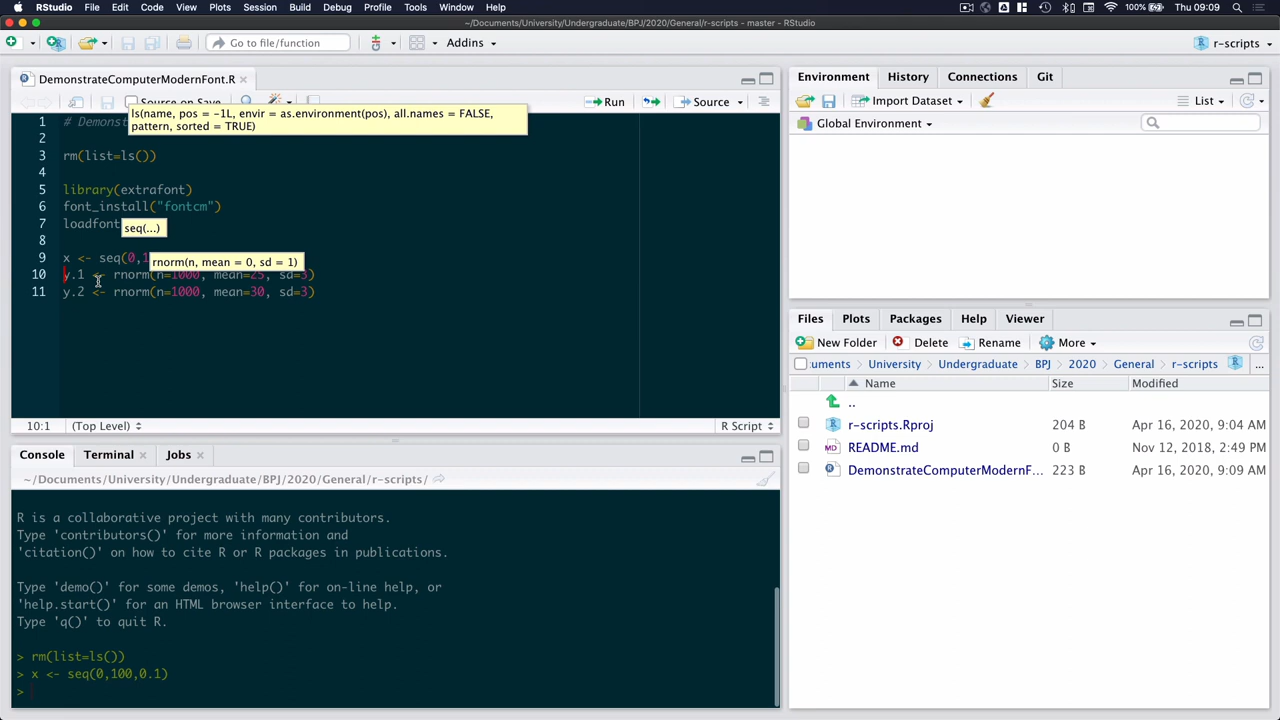 RStudio File Edit Code View Plots Session Build Debug Profile Tools Window Help 100% Thu 09:09
~/Documents/University/Undergraduate/BPJ/2020/General/r-scripts - master - RStudio
Go to file/function Addins r-scripts
DemonstrateComputerModernFont.R
Source on Save Run Source
ls(name, pos = -1L, envir = as.environment(pos), all.names = FALSE,
pattern, sorted = TRUE)
1 # Demonst
2
3 rm(list=ls())
4
5 library(extrafont)
6 font_install("fontcm")
7 loadfont
seq(...)
8
9 x <- seq(0,1
rnorm(n, mean = 0, sd = 1)
10 y.1 <- rnorm(n=1000, mean=25, sd=3)
11 y.2 <- rnorm(n=1000, mean=30, sd=3)
10:1 (Top Level) R Script
Console Terminal Jobs
~/Documents/University/Undergraduate/BPJ/2020/General/r-scripts/
R is a collaborative project with many contributors.
Type 'contributors()' for more information and
'citation()' on how to cite R or R packages in publications.
Type 'demo()' for some demos, 'help()' for on-line help, or
'help.start()' for an HTML browser interface to help.
Type 'q()' to quit R.
> rm(list=ls())
> x <- seq(0,100,0.1)
>
Environment History Connections Git
Import Dataset List
Global Environment
Files Plots Packages Help Viewer
New Folder Delete Rename More
uments University Undergraduate BPJ 2020 General r-scripts ...
Name Size Modified
..
r-scripts.Rproj 204 B Apr 16, 2020, 9:04 AM
README.md 0 B Nov 12, 2018, 2:49 PM
DemonstrateComputerModernF... 223 B Apr 16, 2020, 9:09 AM